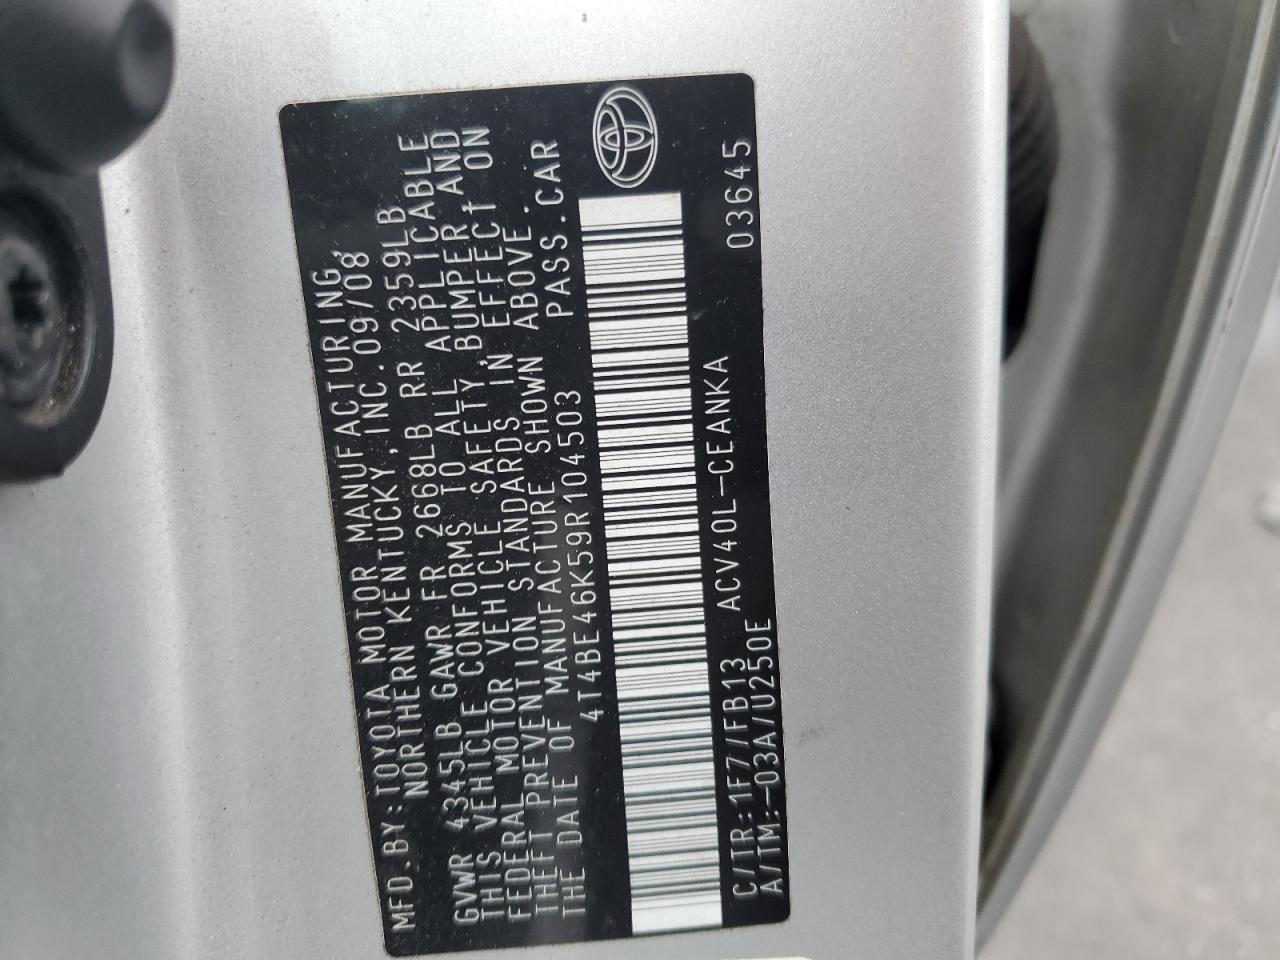 MFD.BY:TOYOTA MOTOR MANUFACTURING,
NORTHERN KENTUCKY,INC.09/08
GVWR 4345LB GAWR FR 2668LB RR 2359LB
THIS VEHICLE CONFORMS TO ALL APPLICABLE
FEDERAL MOTOR VEHICLE SAFETY,BUMPER,AND
THEFT PREVENTION STANDARDS IN EFFECT ON
THE DATE OF MANUFACTURE SHOWN ABOVE.
4T4BE46K59R104503 PASS.CAR
C/TR:1F7/FB13 ACV40L-CEANKA 03645
A/TM:-03A/U250E